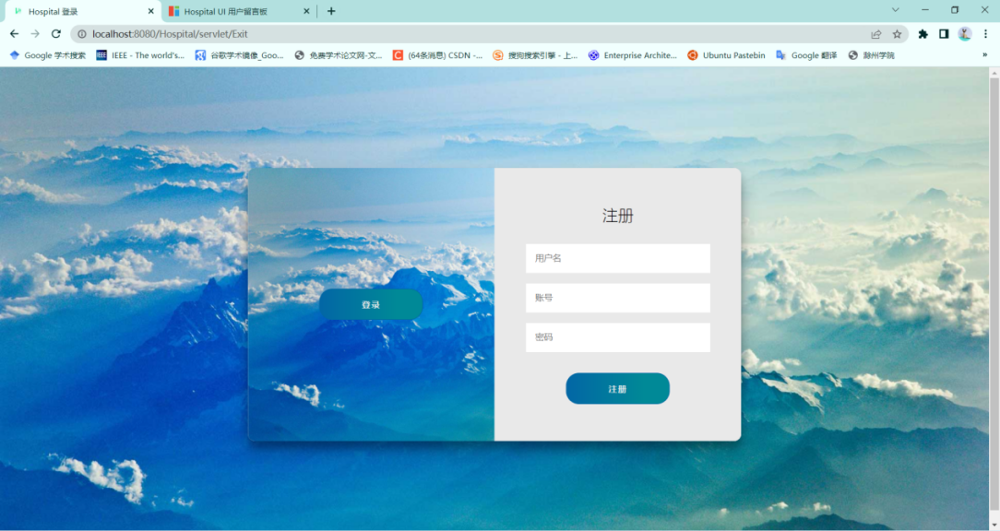 Hospital 登录
Hospital UI 用户留言板
localhost:8080/Hospital/servlet/Exit
Google 学术搜索
IEEE - The world's...
谷歌学术镜像_Goo...
免费学术论文网-文...
(64条消息) CSDN -...
搜狗搜索引擎 - 上...
Enterprise Archite...
Ubuntu Pastebin
Google 翻译
滁州学院
»
注册
用户名
账号
密码
登录
注册